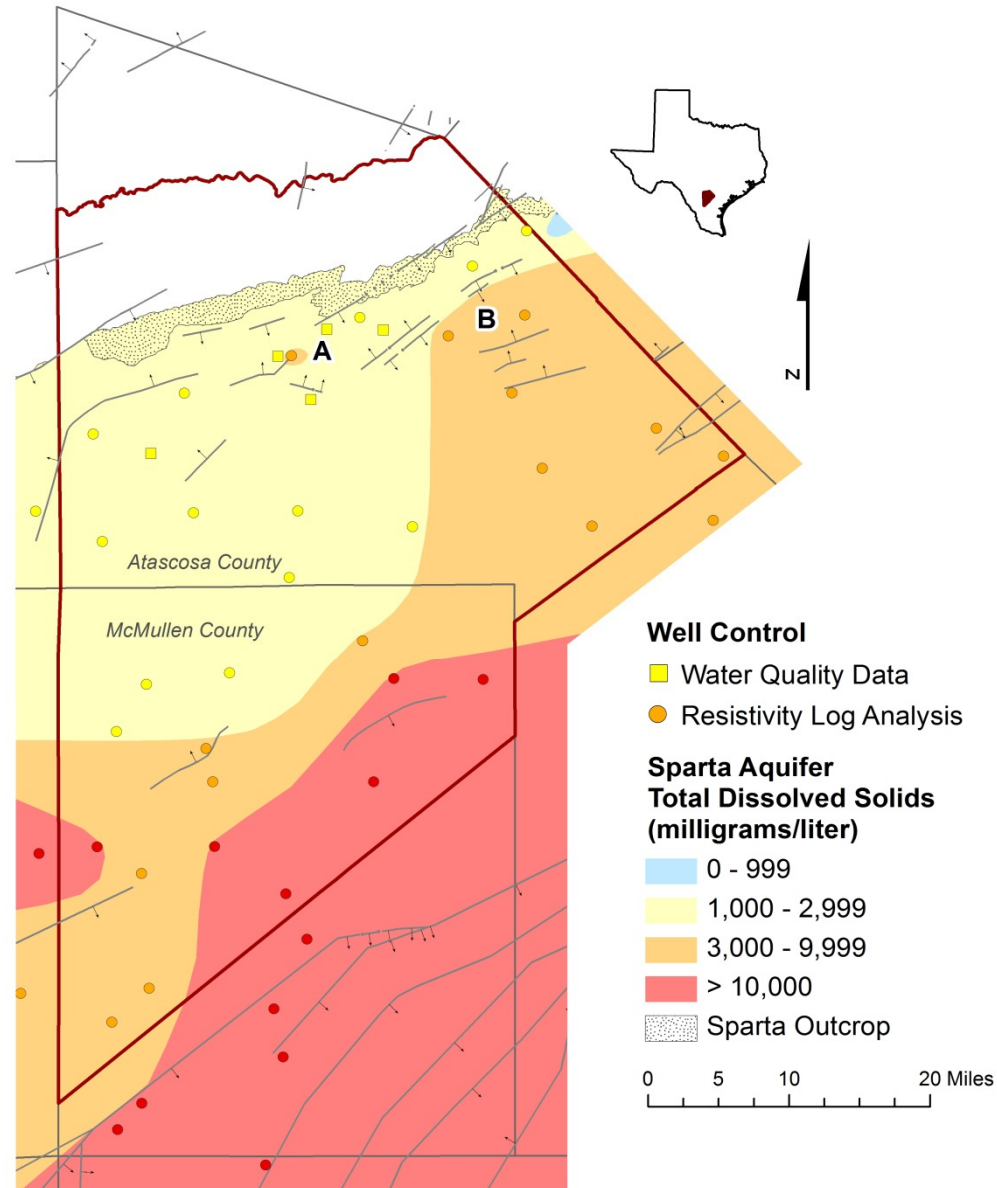 A
B
Z
Atascosa County
McMullen County
Well Control
Water Quality Data
Resistivity Log Analysis
Sparta Aquifer
Total Dissolved Solids
(milligrams/liter)
0 - 999
1,000 - 2,999
3,000 - 9,999
> 10,000
Sparta Outcrop
0 5 10 20 Miles